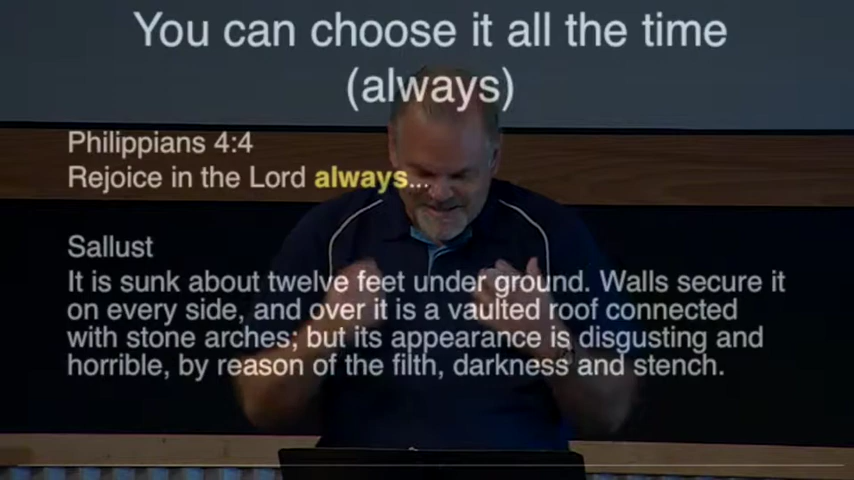 You can choose it all the time
(always)
Philippians 4:4
Rejoice in the Lord always...
Sallust
It is sunk about twelve feet under ground. Walls secure it
on every side, and over it is a vaulted roof connected
with stone arches; but its appearance is disgusting and
horrible, by reason of the filth, darkness and stench.